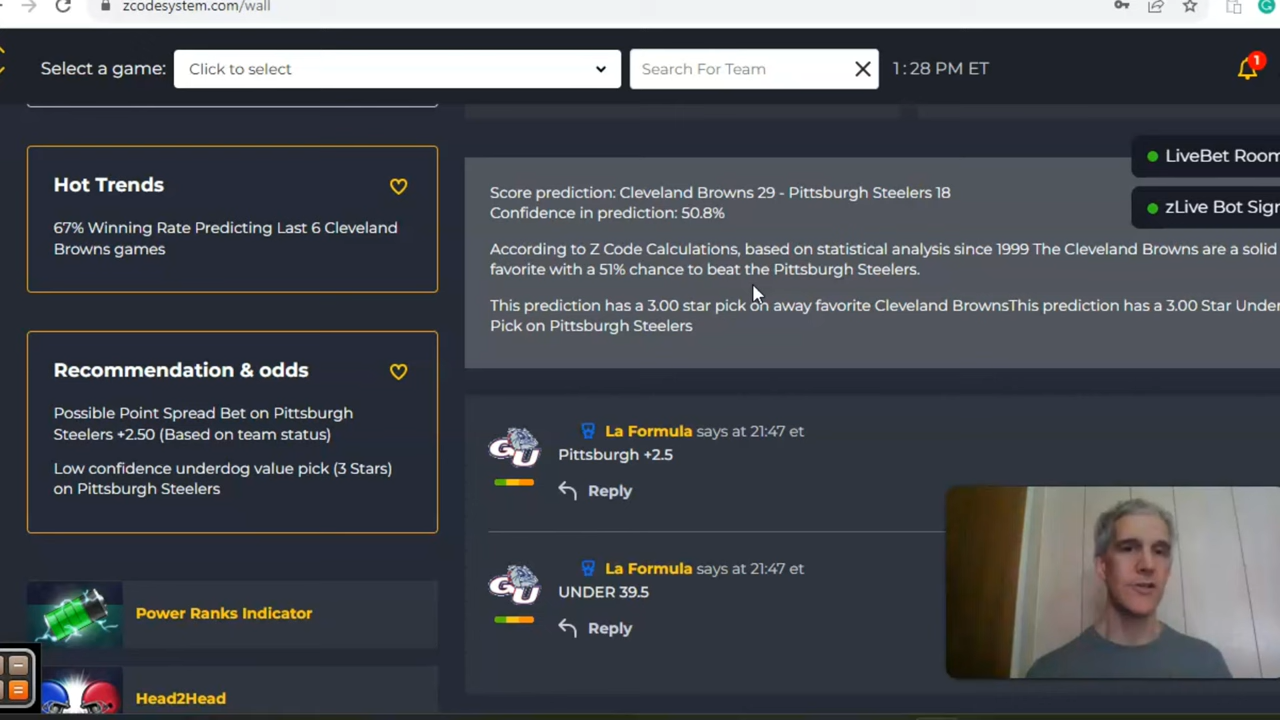 zcodesystem.com/wall
Select a game:
Click to select
Search For Team
1:28 PM ET
1
Hot Trends
67% Winning Rate Predicting Last 6 Cleveland
Browns games
Recommendation & odds
Possible Point Spread Bet on Pittsburgh
Steelers +2.50 (Based on team status)
Low confidence underdog value pick (3 Stars)
on Pittsburgh Steelers
Power Ranks Indicator
Head2Head
Score prediction: Cleveland Browns 29 - Pittsburgh Steelers 18
Confidence in prediction: 50.8%
According to Z Code Calculations, based on statistical analysis since 1999 The Cleveland Browns are a solid
favorite with a 51% chance to beat the Pittsburgh Steelers.
This prediction has a 3.00 star pick on away favorite Cleveland BrownsThis prediction has a 3.00 Star Under
Pick on Pittsburgh Steelers
LiveBet Room
zLive Bot Sig
La Formula says at 21:47 et
GU
Pittsburgh +2.5
Reply
La Formula says at 21:47 et
GU
UNDER 39.5
Reply